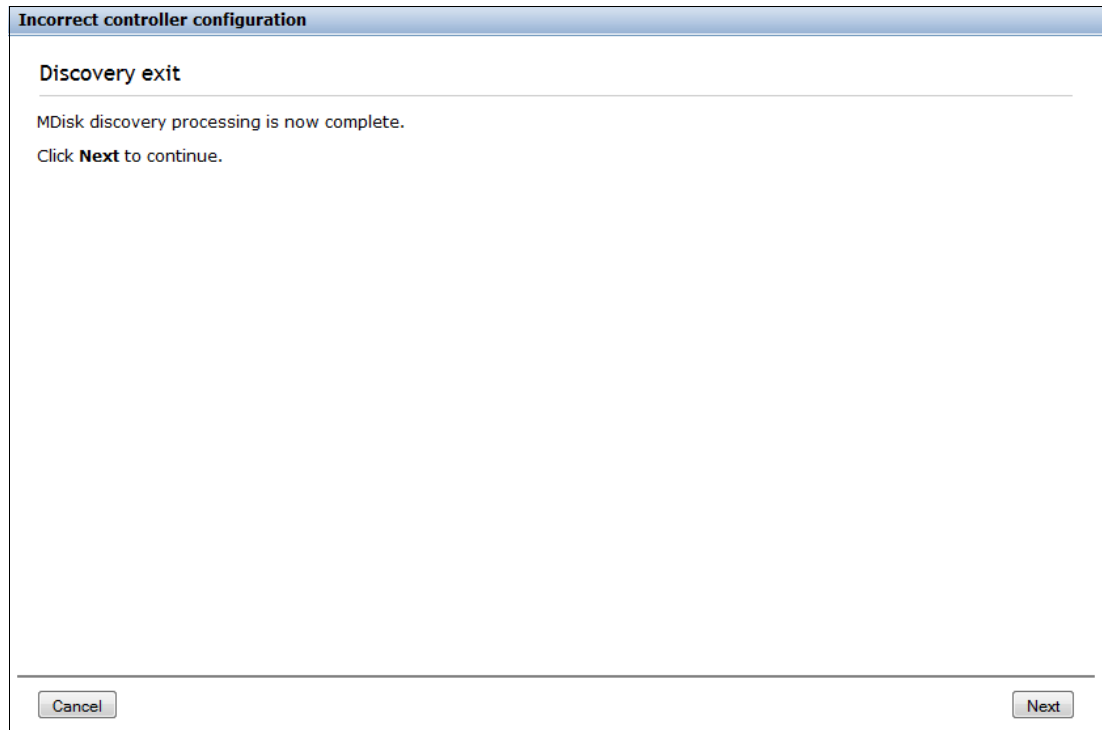 Incorrect controller configuration
Discovery exit
MDisk discovery processing is now complete.
Click Next to continue.
Cancel
Next